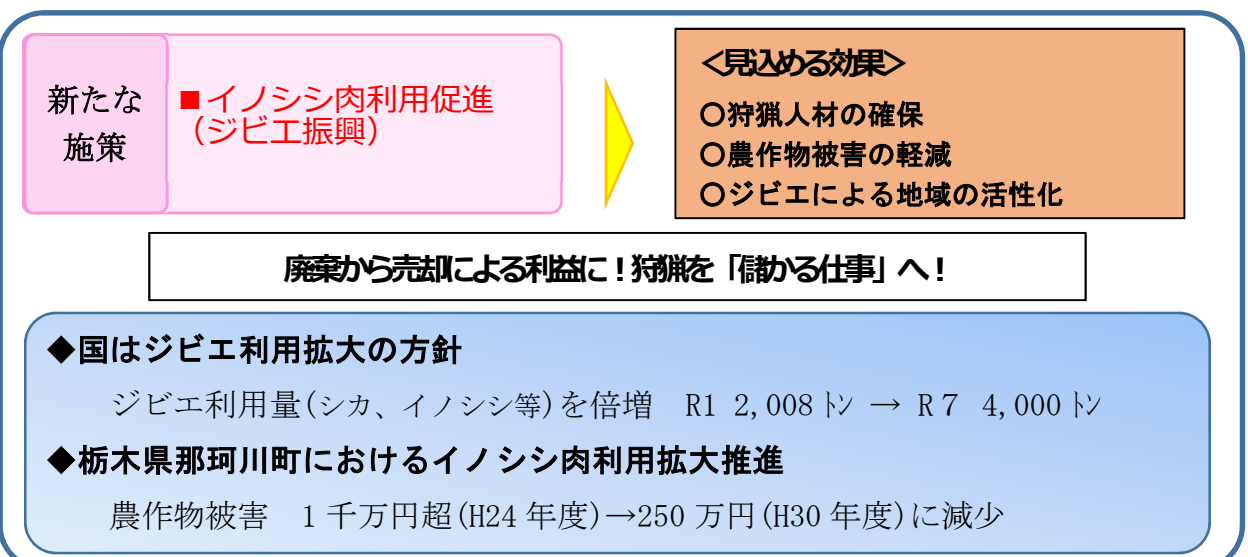 新たな
施策
■イノシシ肉利用促進
(ジビエ振興)
<見込める効果>
○狩猟人材の確保
○農作物被害の軽減
○ジビエによる地域の活性化
廃棄から売却による利益に!狩猟を「儲かる仕事」へ!
◆国はジビエ利用拡大の方針
ジビエ利用量(シカ、イノシシ等)を倍増 R1 2,008㌧ → R7 4,000㌧
◆栃木県那珂川町におけるイノシシ肉利用拡大推進
農作物被害 1千万円超(H24年度)→250万円(H30年度)に減少